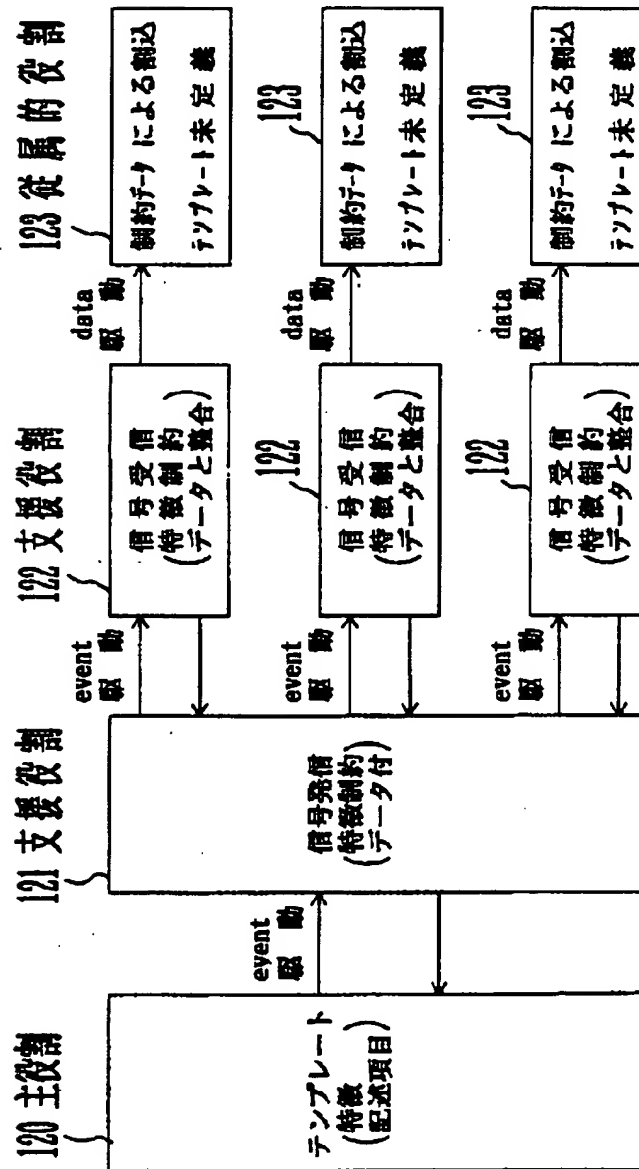 120 主役割
テンプレート
(特徴
記述項目)
event
駆動
121 支援役割
信号発信
(特徴制約
データ付)
event
駆動
122 支援役割
信号受信
(特徴制約
データと整合)
data
駆動
123 従属的役割
制約データによる割込
テンプレート未定義
event
駆動
122
信号受信
(特徴制約
データと整合)
data
駆動
123
制約データによる割込
テンプレート未定義
event
駆動
122
信号受信
(特徴制約
データと整合)
data
駆動
123
制約データによる割込
テンプレート未定義